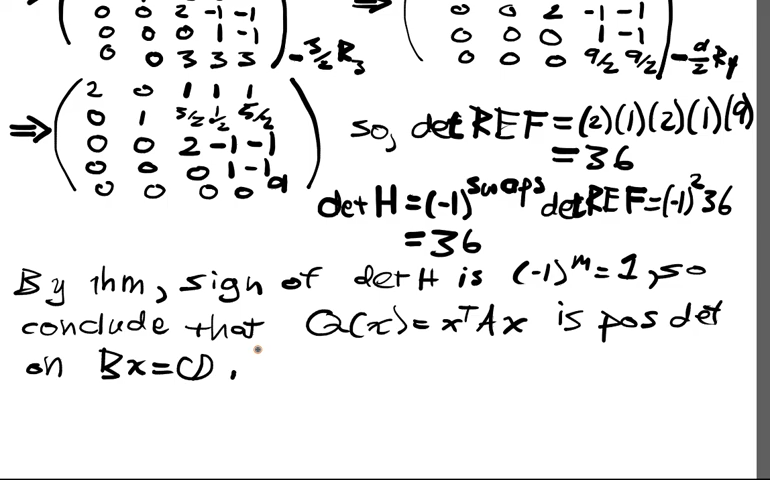 0 0 2 -1 -1
0 0 0 1 -1
0 0 3 3 3 -3/2 R3
⇒
0 0 2 -1 -1
0 0 0 1 -1
0 0 0 9/2 9/2 -9/2 R4
2 0 1 1 1
⇒ 0 1 5/2 1/2 5/2
0 0 2 -1 -1
0 0 0 1 -1
0 0 0 0 9
so, det REF = (2)(1)(2)(1)(9)
= 36
det H = (-1)^swaps det REF = (-1)^2 36
= 36
By thm, sign of det H is (-1)^m = 1, so
conclude that Q(x) = x^T A x is pos def
on Bx = 0.